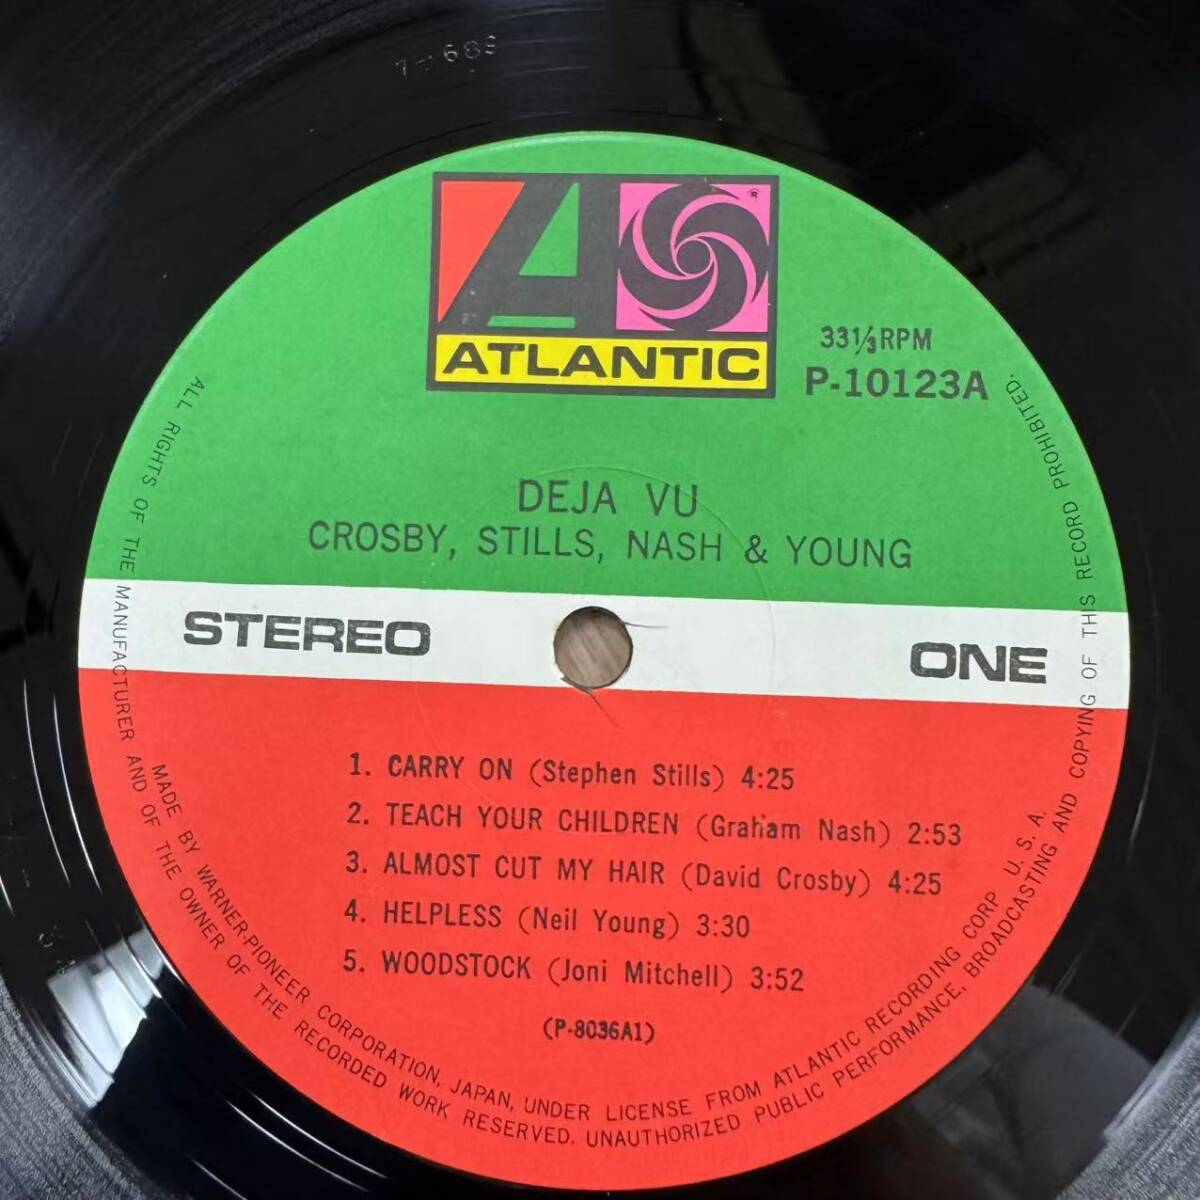 ATLANTIC
®
33⅓ RPM
P-10123A
DEJA VU
CROSBY, STILLS, NASH & YOUNG
STEREO
ONE
1. CARRY ON (Stephen Stills) 4:25
2. TEACH YOUR CHILDREN (Graham Nash) 2:53
3. ALMOST CUT MY HAIR (David Crosby) 4:25
4. HELPLESS (Neil Young) 3:30
5. WOODSTOCK (Joni Mitchell) 3:52
(P-8036A1)
MADE BY WARNER-PIONEER CORPORATION, JAPAN, UNDER LICENSE FROM ATLANTIC RECORDING CORP U. S. A.
ALL RIGHTS OF THE MANUFACTURER AND OF THE OWNER OF THE RECORDED WORK RESERVED. UNAUTHORIZED PUBLIC PERFORMANCE, BROADCASTING AND COPYING OF THIS RECORD PROHIBITED.